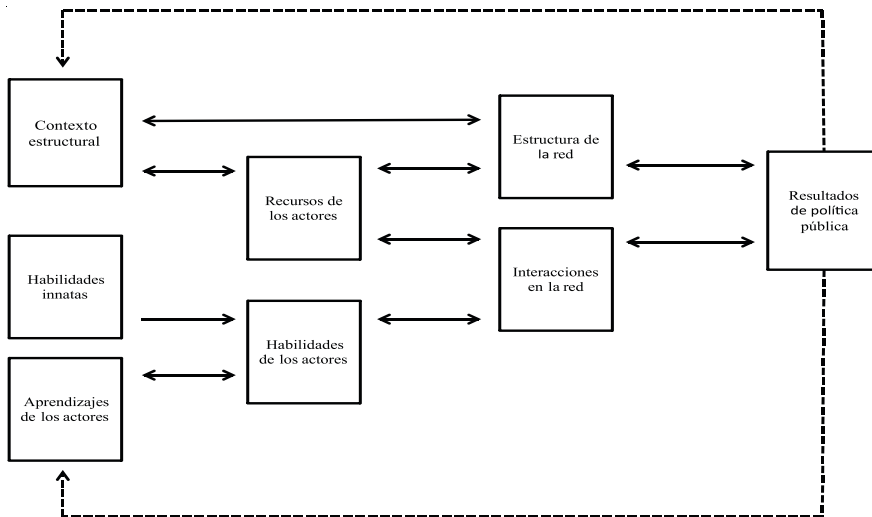 Contexto
estructural
Estructura de
la red
Recursos de
los actores
Resultados
de política
pública
Habilidades
innatas
Interacciones
en la red
Habilidades
de los actores
Aprendizajes
de los actores